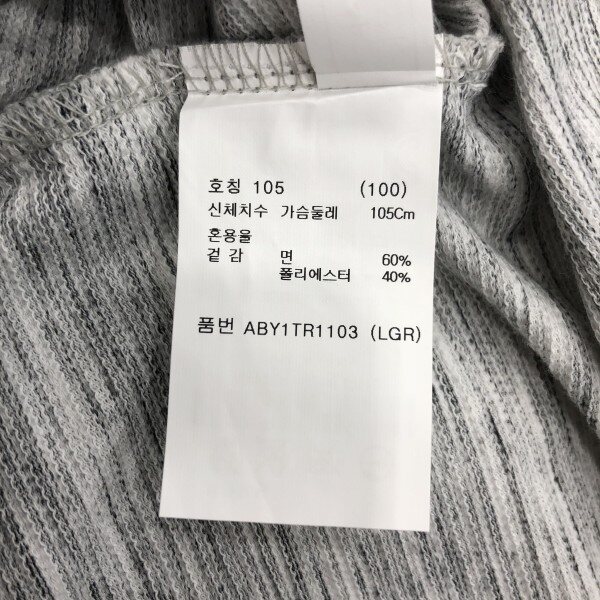 호칭 105 (100)
신체치수 가슴둘레 105Cm
혼용율
겉 감 면 60%
폴리에스터 40%
품번 ABY1TR1103 (LGR)